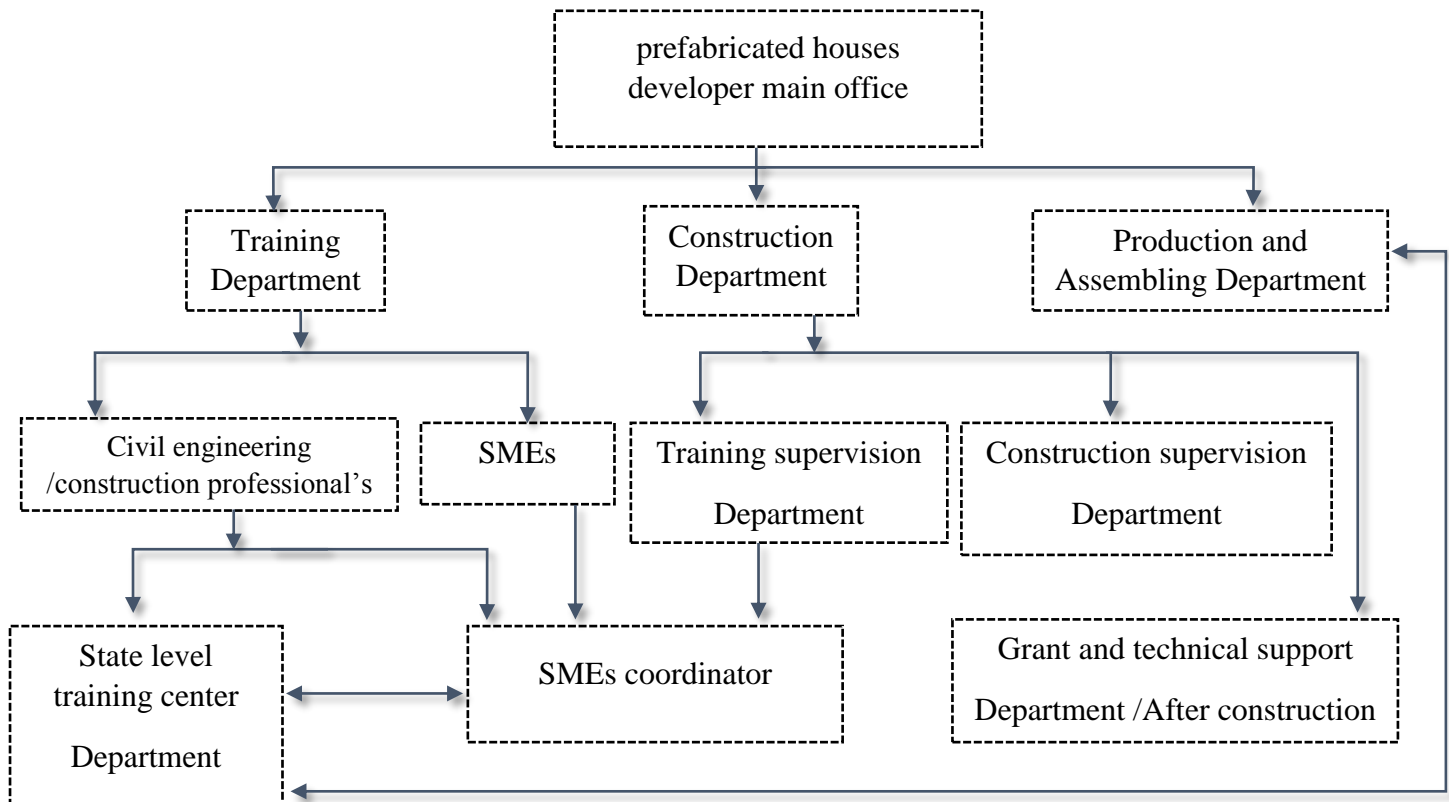 prefabricated houses
developer main office
Training
Department
Construction
Department
Production and
Assembling Department
Civil engineering
/construction professional’s
SMEs
Training supervision
Department
Construction supervision
Department
State level
training center
Department
SMEs coordinator
Grant and technical support
Department /After construction